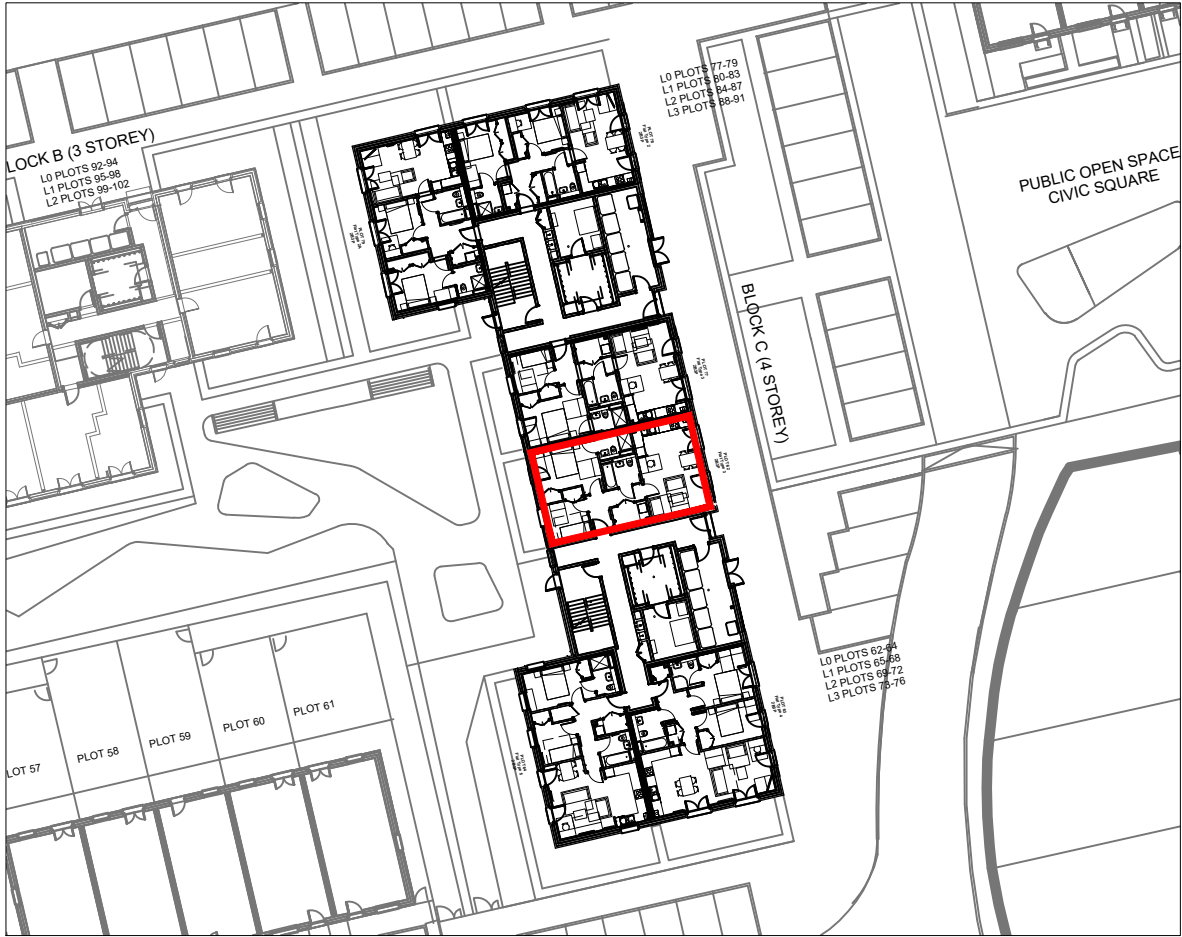 L0 PLOTS 77-79
L1 PLOTS 80-83
L2 PLOTS 84-87
L3 PLOTS 88-91
LOCK B (3 STOREY)
L0 PLOTS 92-94
L1 PLOTS 95-98
L2 PLOTS 99-102
PUBLIC OPEN SPACE
CIVIC SQUARE
BLOCK C (4 STOREY)
L0 PLOTS 62-64
L1 PLOTS 65-68
L2 PLOTS 69-72
L3 PLOTS 73-76
LOT 57
PLOT 58
PLOT 59
PLOT 60
PLOT 61